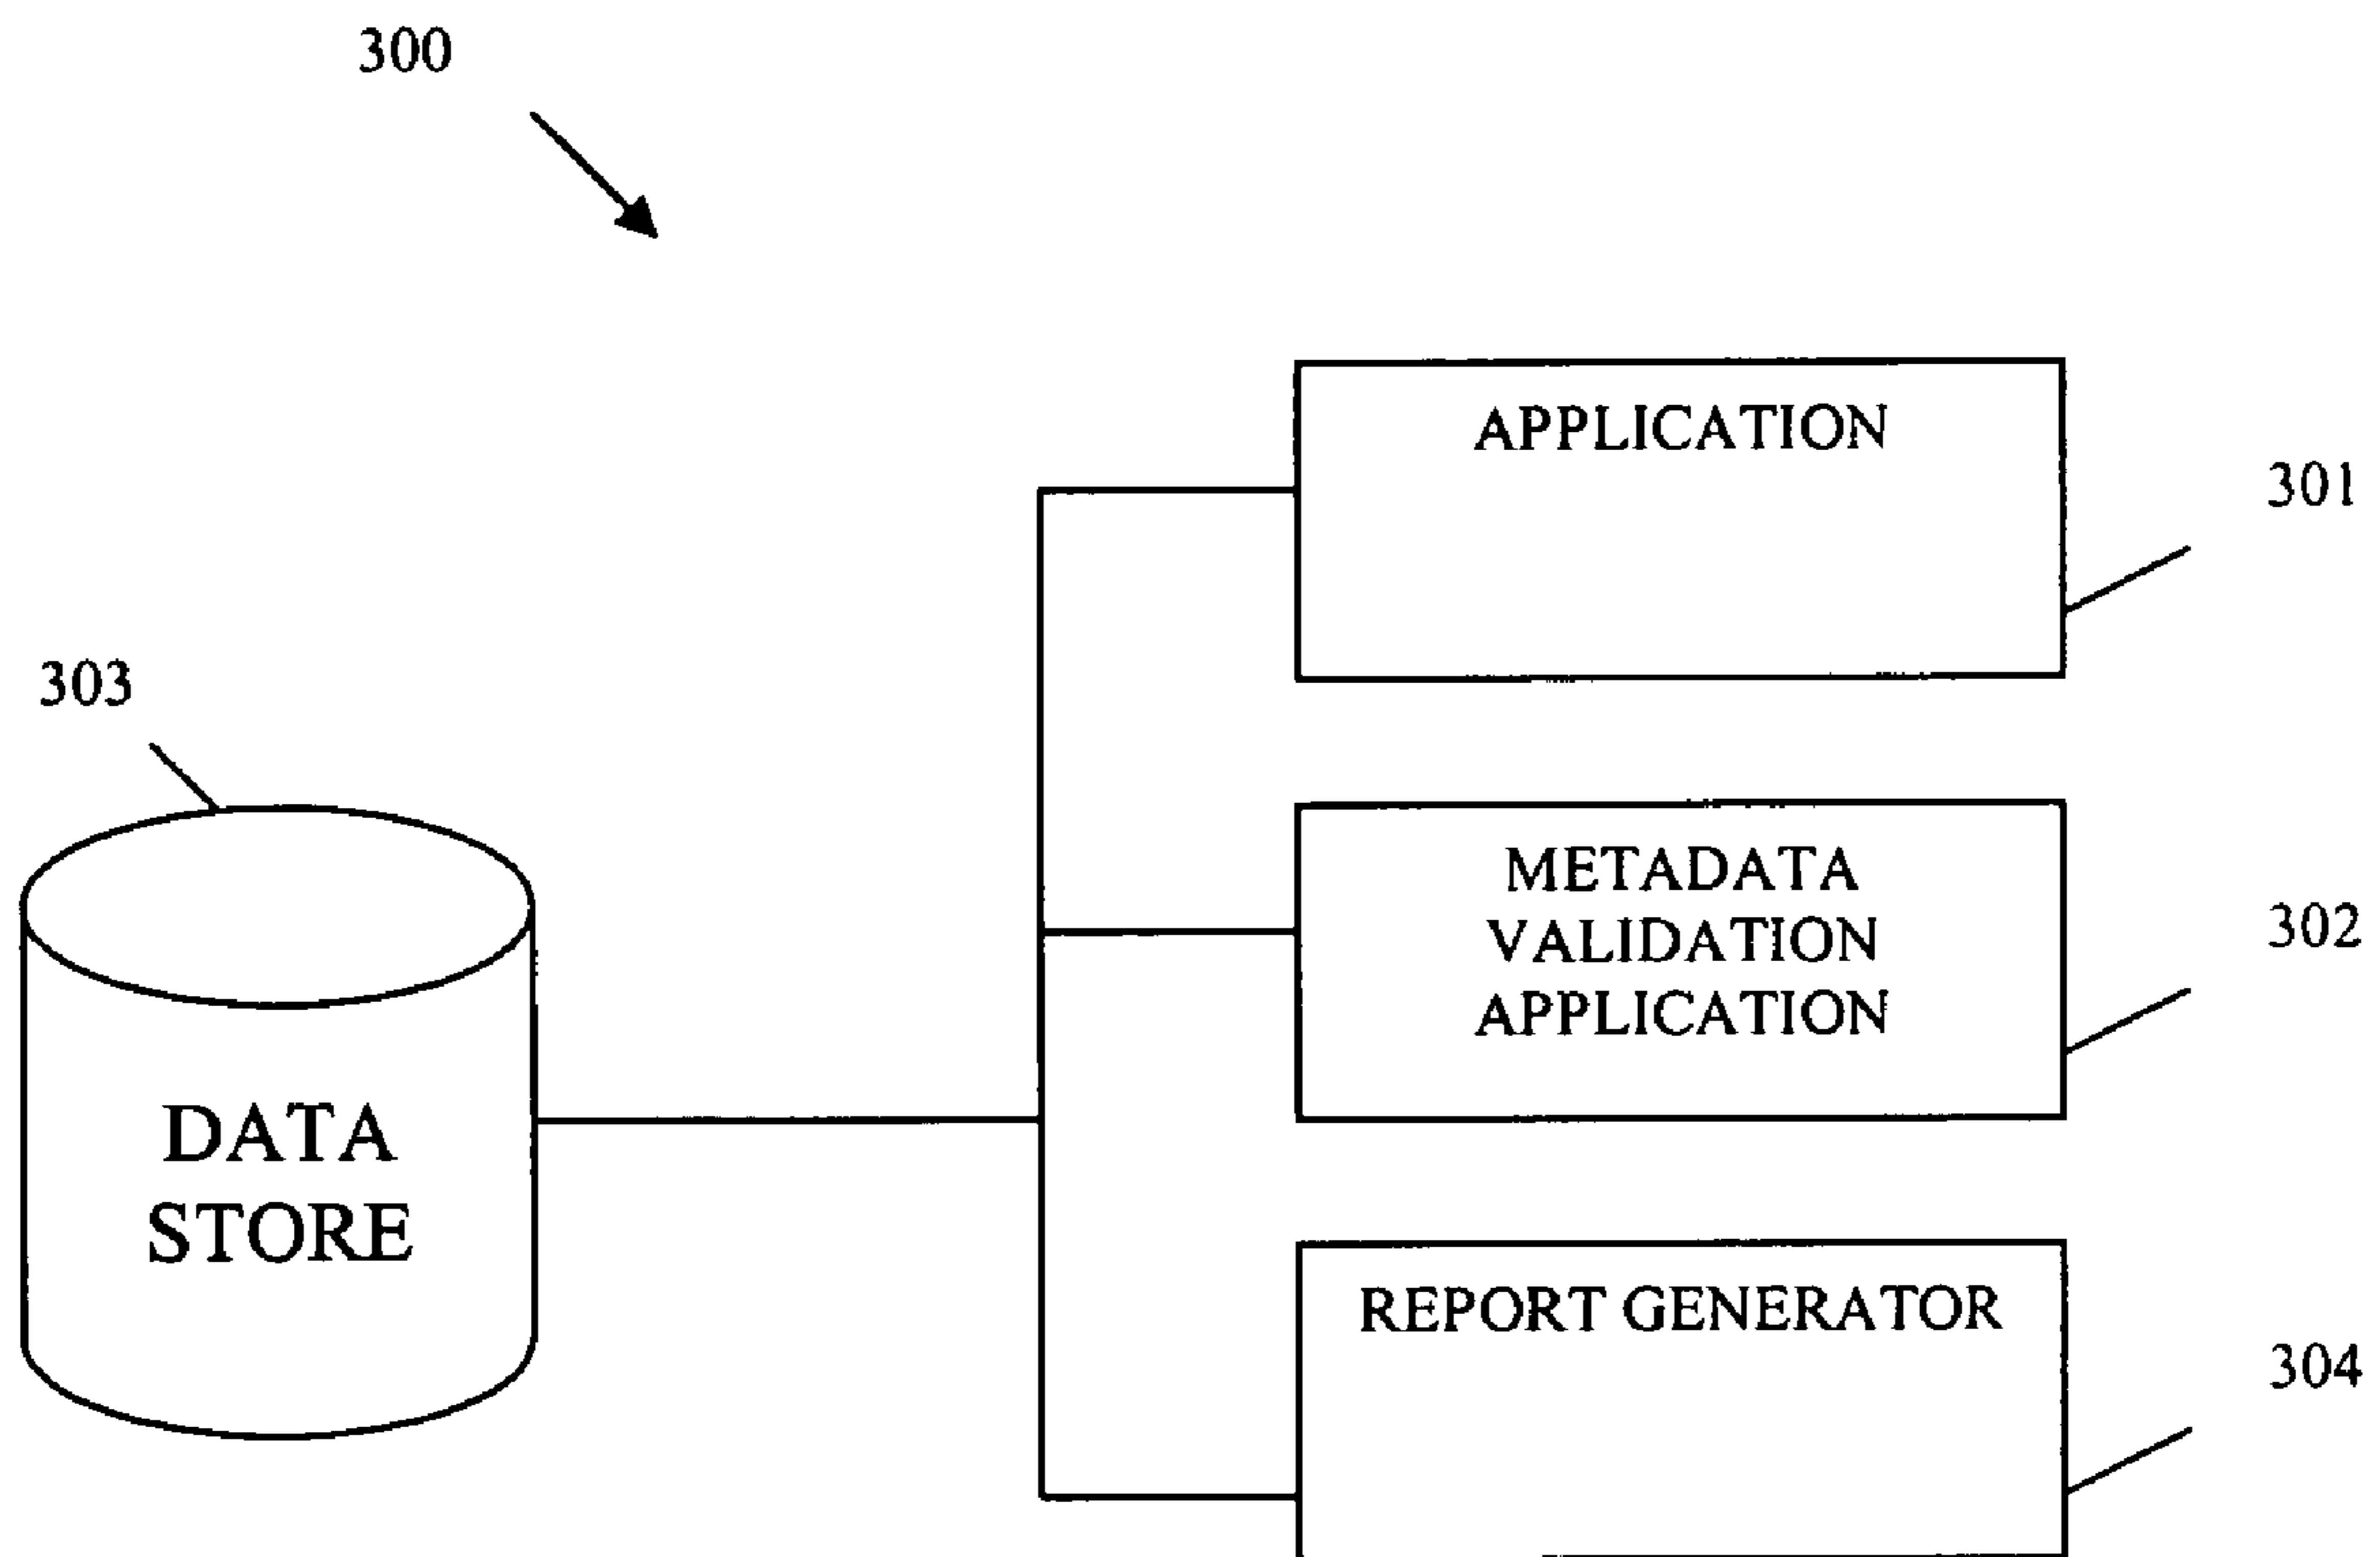 300
APPLICATION
301
303
METADATA
VALIDATION
APPLICATION
302
DATA
STORE
REPORT GENERATOR
304